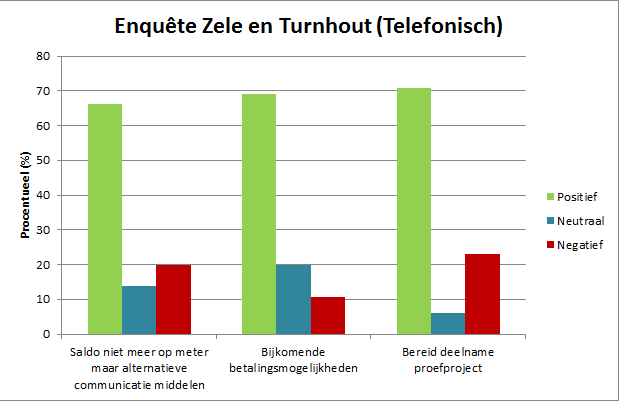 Enquête Zele en Turnhout (Telefonisch)
Procentueel (%)
80
70
60
50
40
30
20
10
0
Saldo niet meer op meter
maar alternatieve
communicatie middelen
Bijkomende
betalingsmogelijkheden
Bereid deelname
proefproject
Positief
Neutraal
Negatief